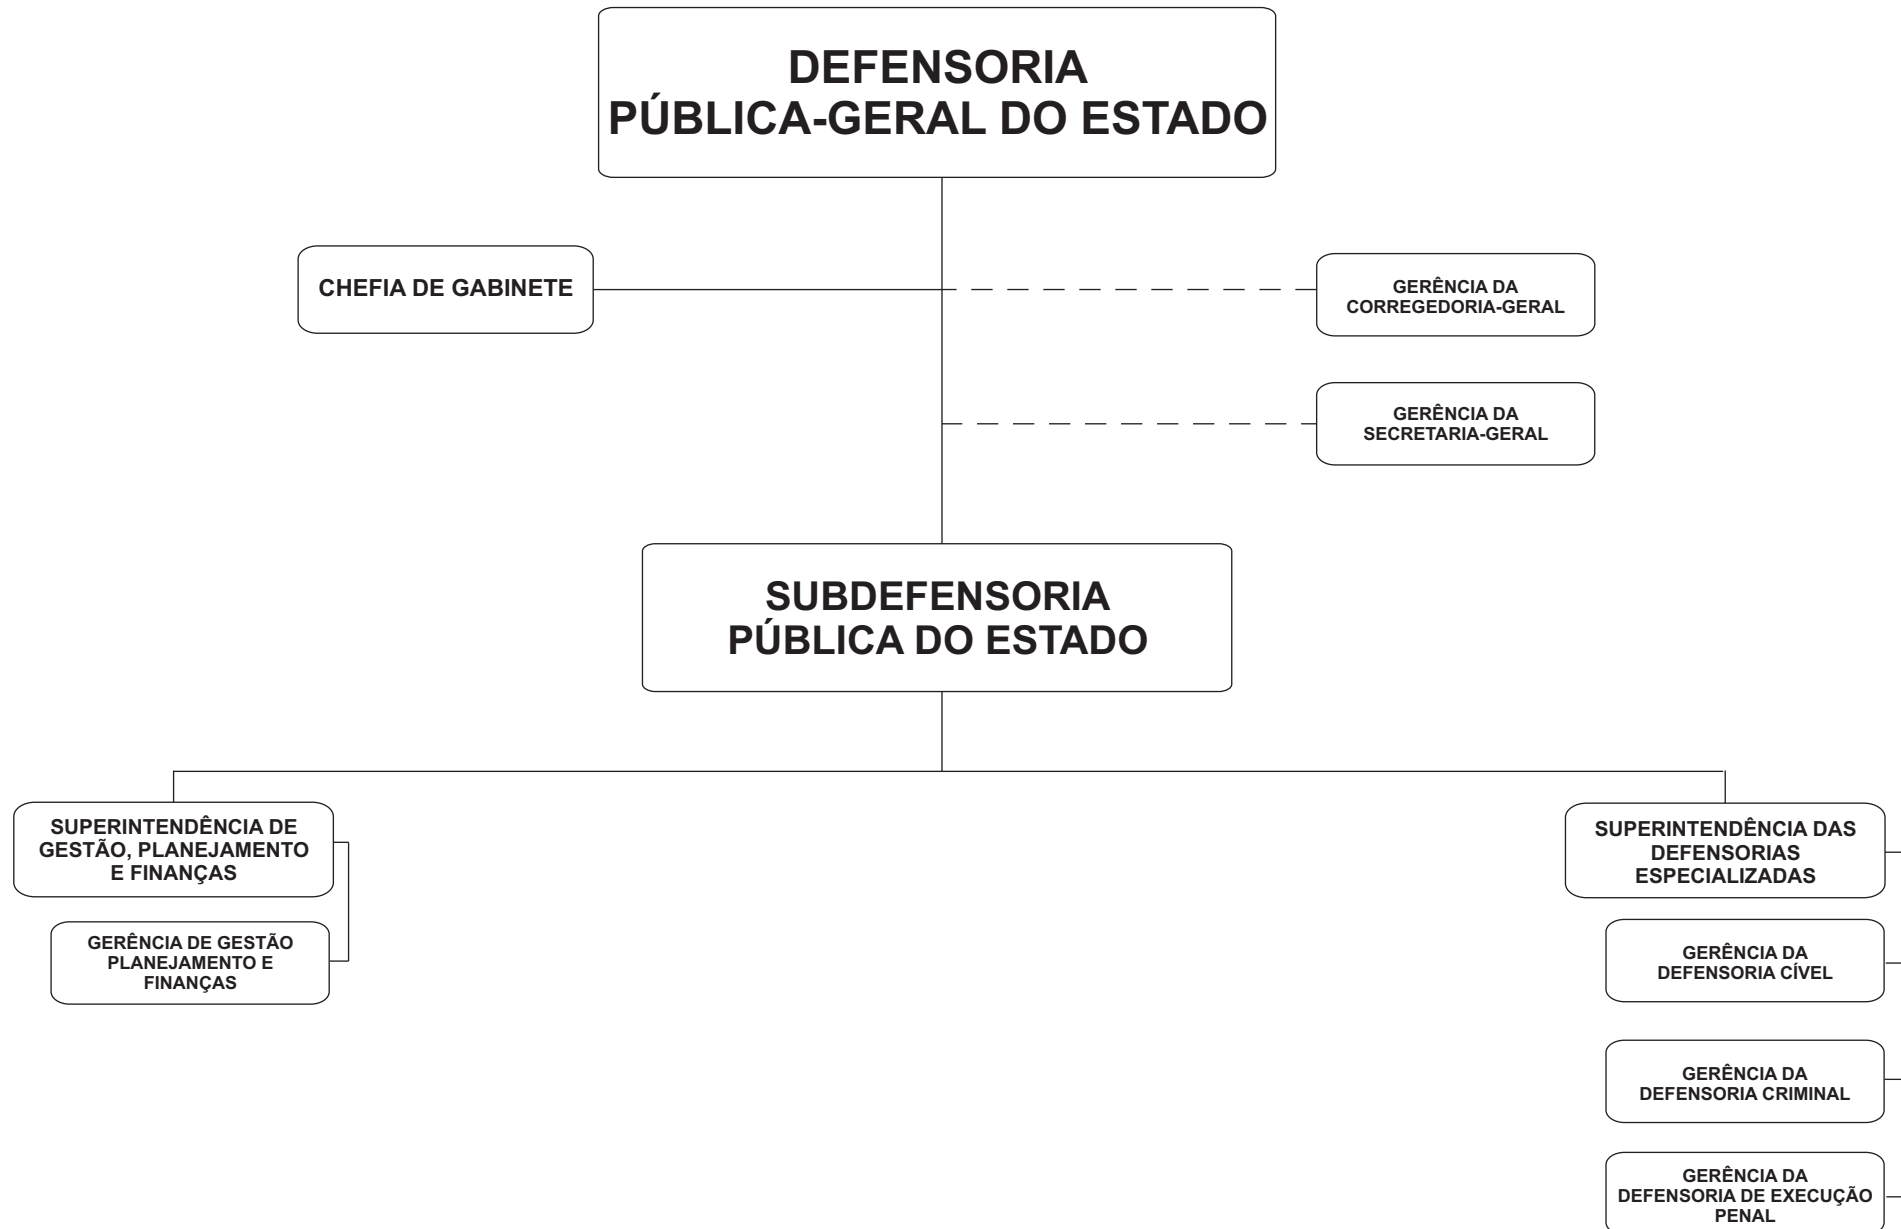 DEFENSORIA
PÚBLICA-GERAL DO ESTADO
CHEFIA DE GABINETE
GERÊNCIA DA
CORREGEDORIA-GERAL
GERÊNCIA DA
SECRETARIA-GERAL
SUBDEFENSORIA
PÚBLICA DO ESTADO
SUPERINTENDÊNCIA DE
GESTÃO, PLANEJAMENTO
E FINANÇAS
GERÊNCIA DE GESTÃO
PLANEJAMENTO E
FINANÇAS
SUPERINTENDÊNCIA DAS
DEFENSORIAS
ESPECIALIZADAS
GERÊNCIA DA
DEFENSORIA CÍVEL
GERÊNCIA DA
DEFENSORIA CRIMINAL
GERÊNCIA DA
DEFENSORIA DE EXECUÇÃO
PENAL